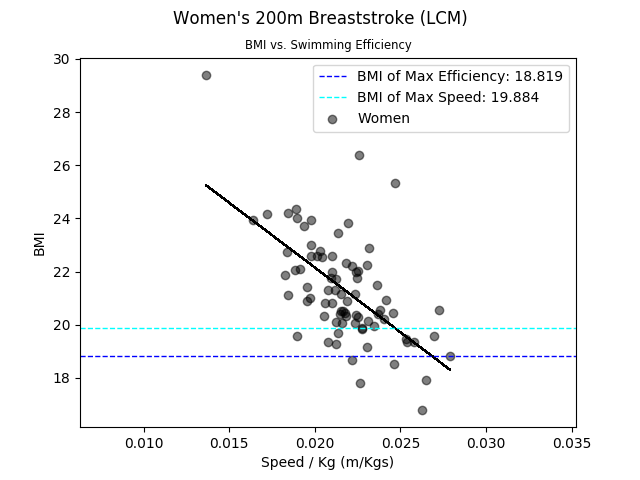 Women's 200m Breaststroke (LCM)
BMI vs. Swimming Efficiency
BMI of Max Efficiency: 18.819
BMI of Max Speed: 19.884
Women
30
28
26
24
22
20
18
BMI
0.010 0.015 0.020 0.025 0.030 0.035
Speed / Kg (m/Kgs)